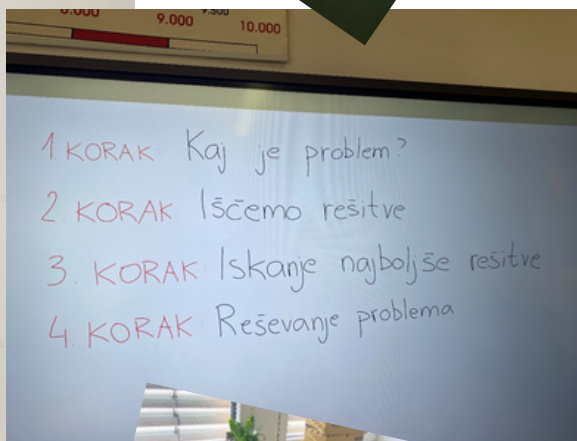 9.000
10.000
1. KORAK Kaj je problem?
2. KORAK Iščemo rešitve
3. KORAK Iskanje najboljše rešitve
4. KORAK Reševanje problema